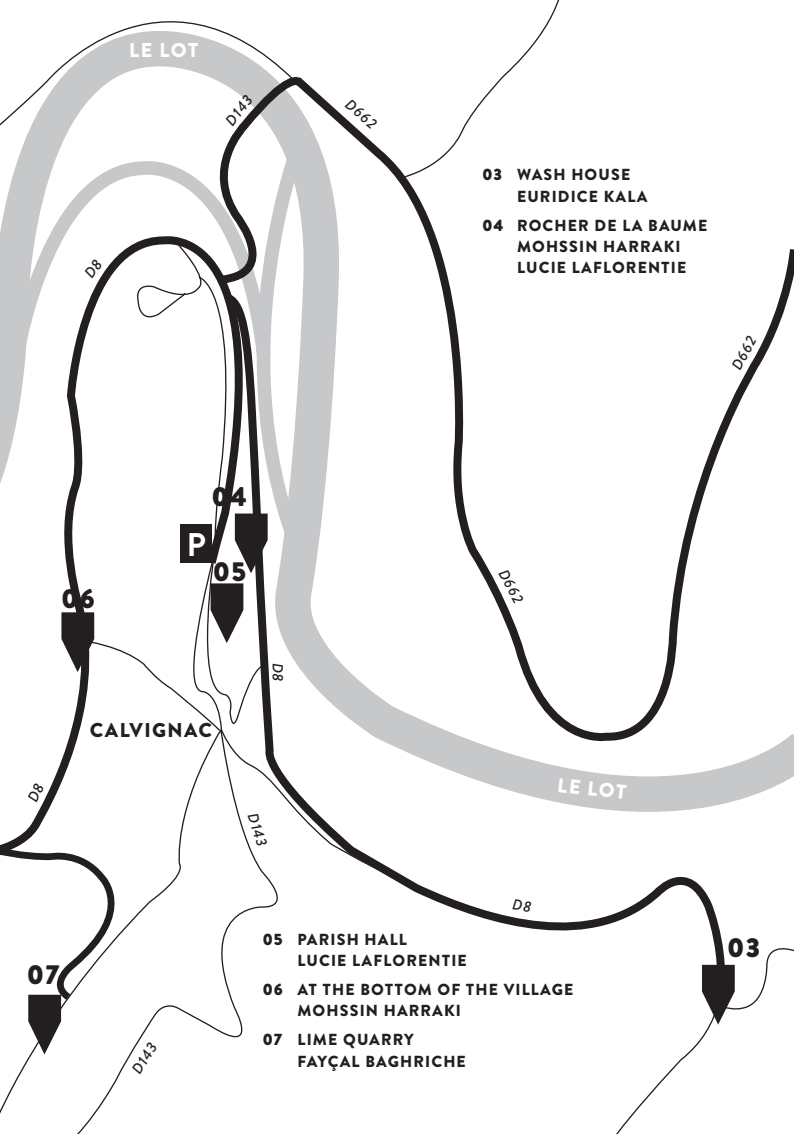 LE LOT
D143
D662
03 WASH HOUSE
EURIDICE KALA
04 ROCHER DE LA BAUME
MOHSSIN HARRAKI
LUCIE LAFLORENTIE
D8
D662
04
P
05
D662
06
D8
CALVIGNAC
LE LOT
D8
D143
D8
05 PARISH HALL
LUCIE LAFLORENTIE
06 AT THE BOTTOM OF THE VILLAGE
MOHSSIN HARRAKI
07 LIME QUARRY
FAYÇAL BAGHRICHE
03
07
D143